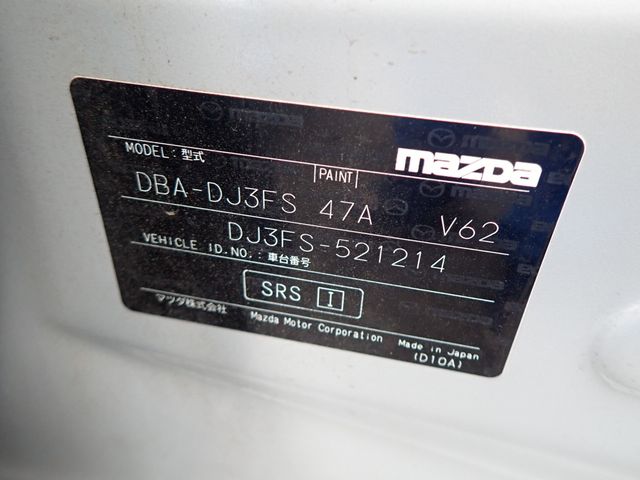 mazda
MODEL: 型式 PAINT
DBA-DJ3FS 47A V62
DJ3FS-521214
VEHICLE I.D.NO.: 車台番号
SRS I
マツダ株式会社 Mazda Motor Corporation Made in Japan
(D10A)